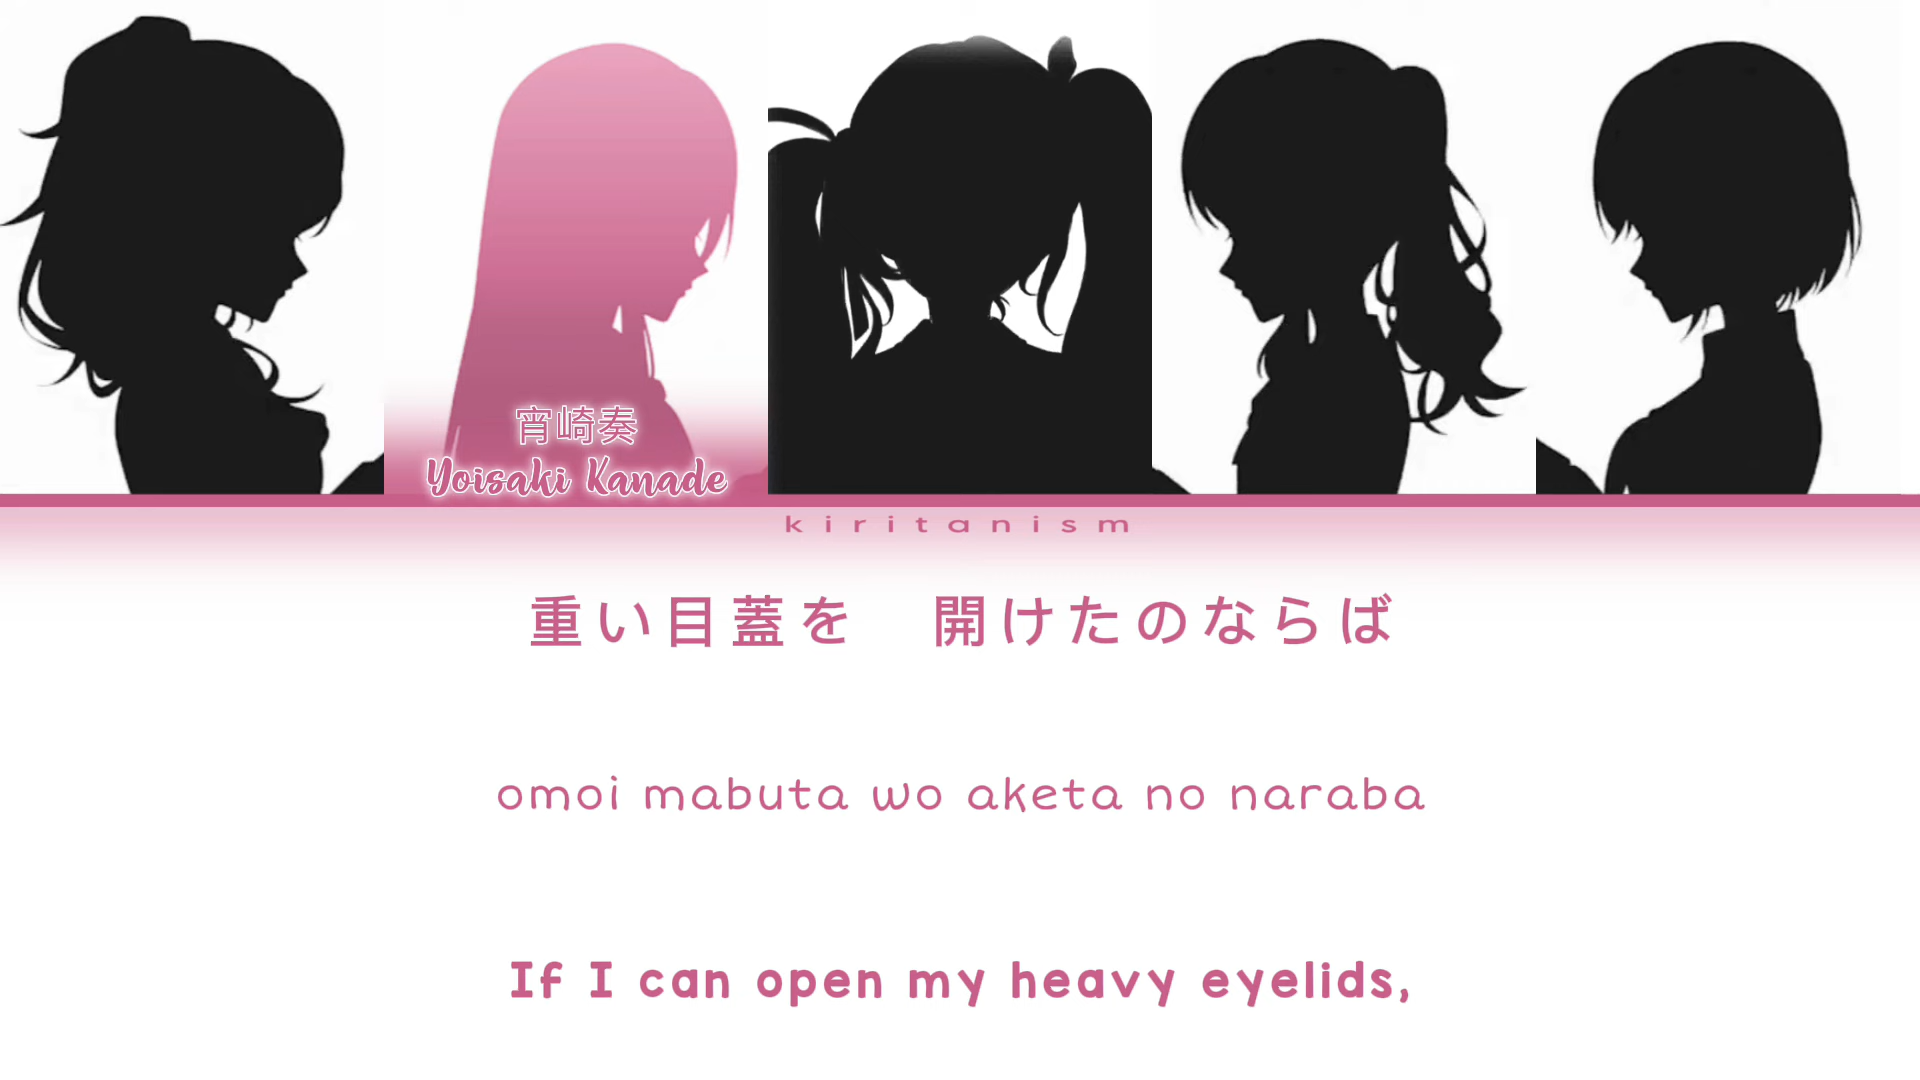 宵崎奏
Yoisaki Kanade
kiritanism
重い目蓋を　開けたのならば
omoi mabuta wo aketa no naraba
If I can open my heavy eyelids,